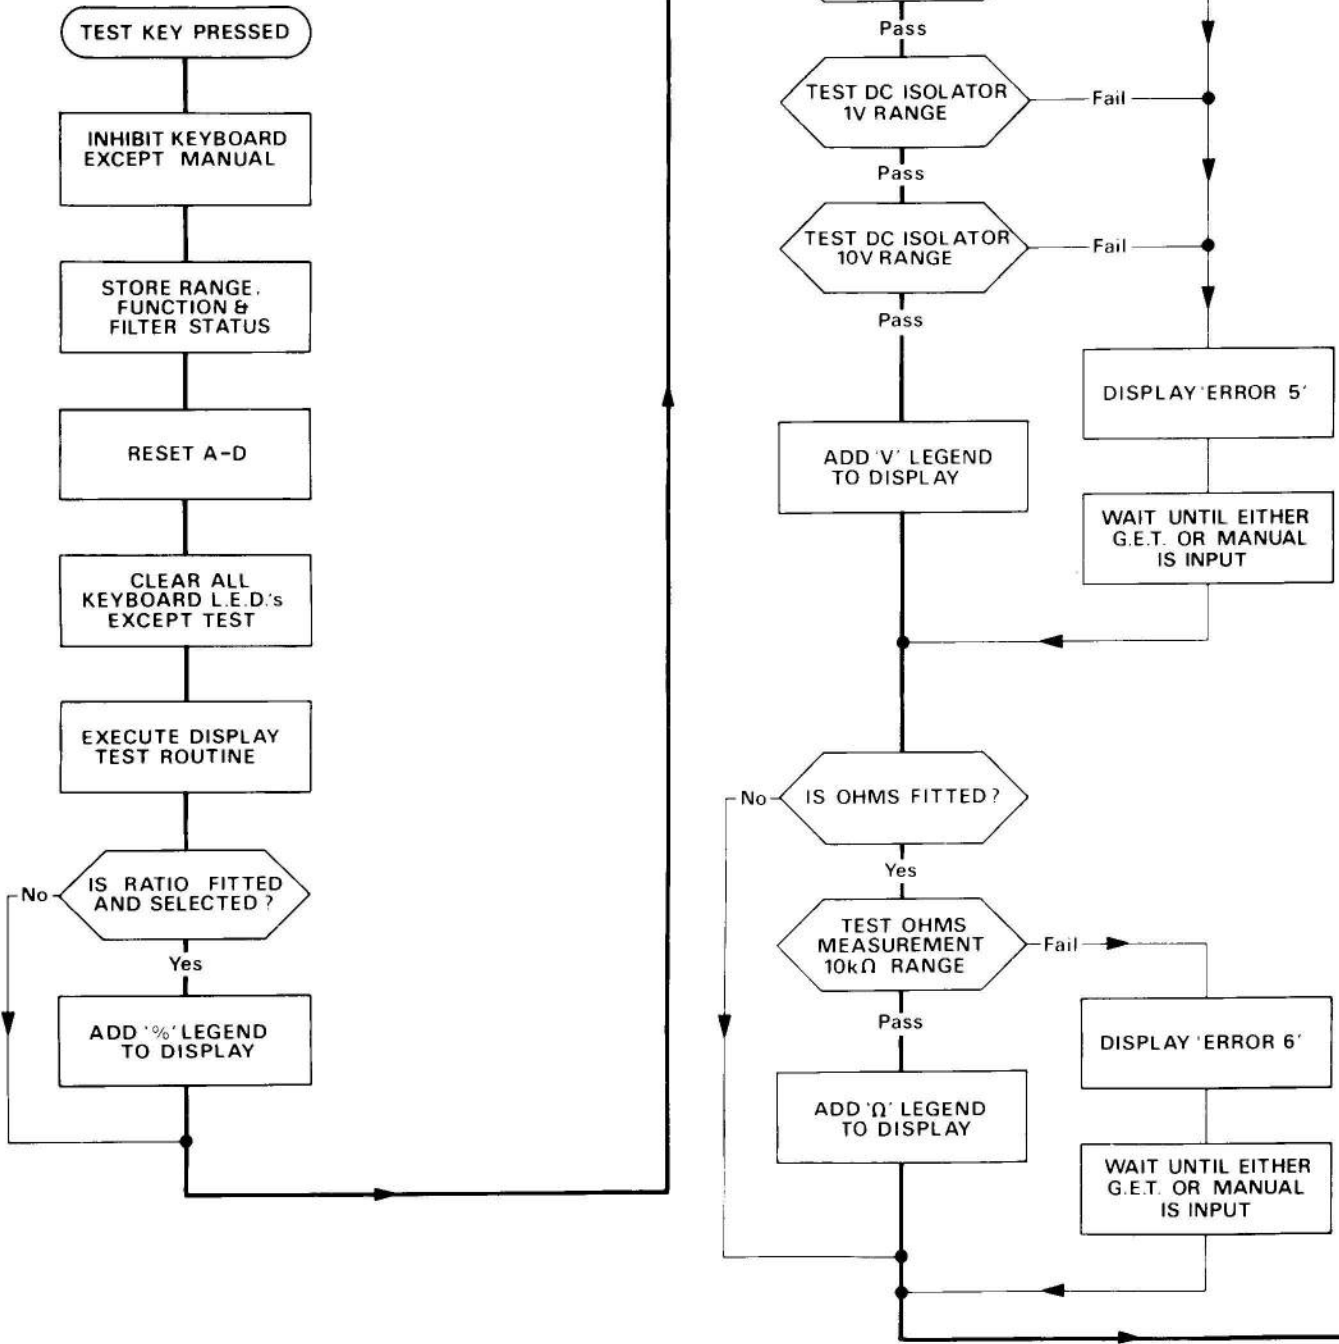 TEST KEY PRESSED
INHIBIT KEYBOARD
EXCEPT MANUAL
STORE RANGE,
FUNCTION &
FILTER STATUS
RESET A-D
CLEAR ALL
KEYBOARD L.E.D.'s
EXCEPT TEST
EXECUTE DISPLAY
TEST ROUTINE
IS RATIO FITTED
AND SELECTED?
No
Yes
ADD '%' LEGEND
TO DISPLAY
Pass
TEST DC ISOLATOR
1V RANGE
Fail
Pass
TEST DC ISOLATOR
10V RANGE
Fail
Pass
DISPLAY 'ERROR 5'
ADD 'V' LEGEND
TO DISPLAY
WAIT UNTIL EITHER
G.E.T. OR MANUAL
IS INPUT
IS OHMS FITTED?
No
Yes
TEST OHMS
MEASUREMENT
10kΩ RANGE
Fail
Pass
DISPLAY 'ERROR 6'
ADD 'Ω' LEGEND
TO DISPLAY
WAIT UNTIL EITHER
G.E.T. OR MANUAL
IS INPUT